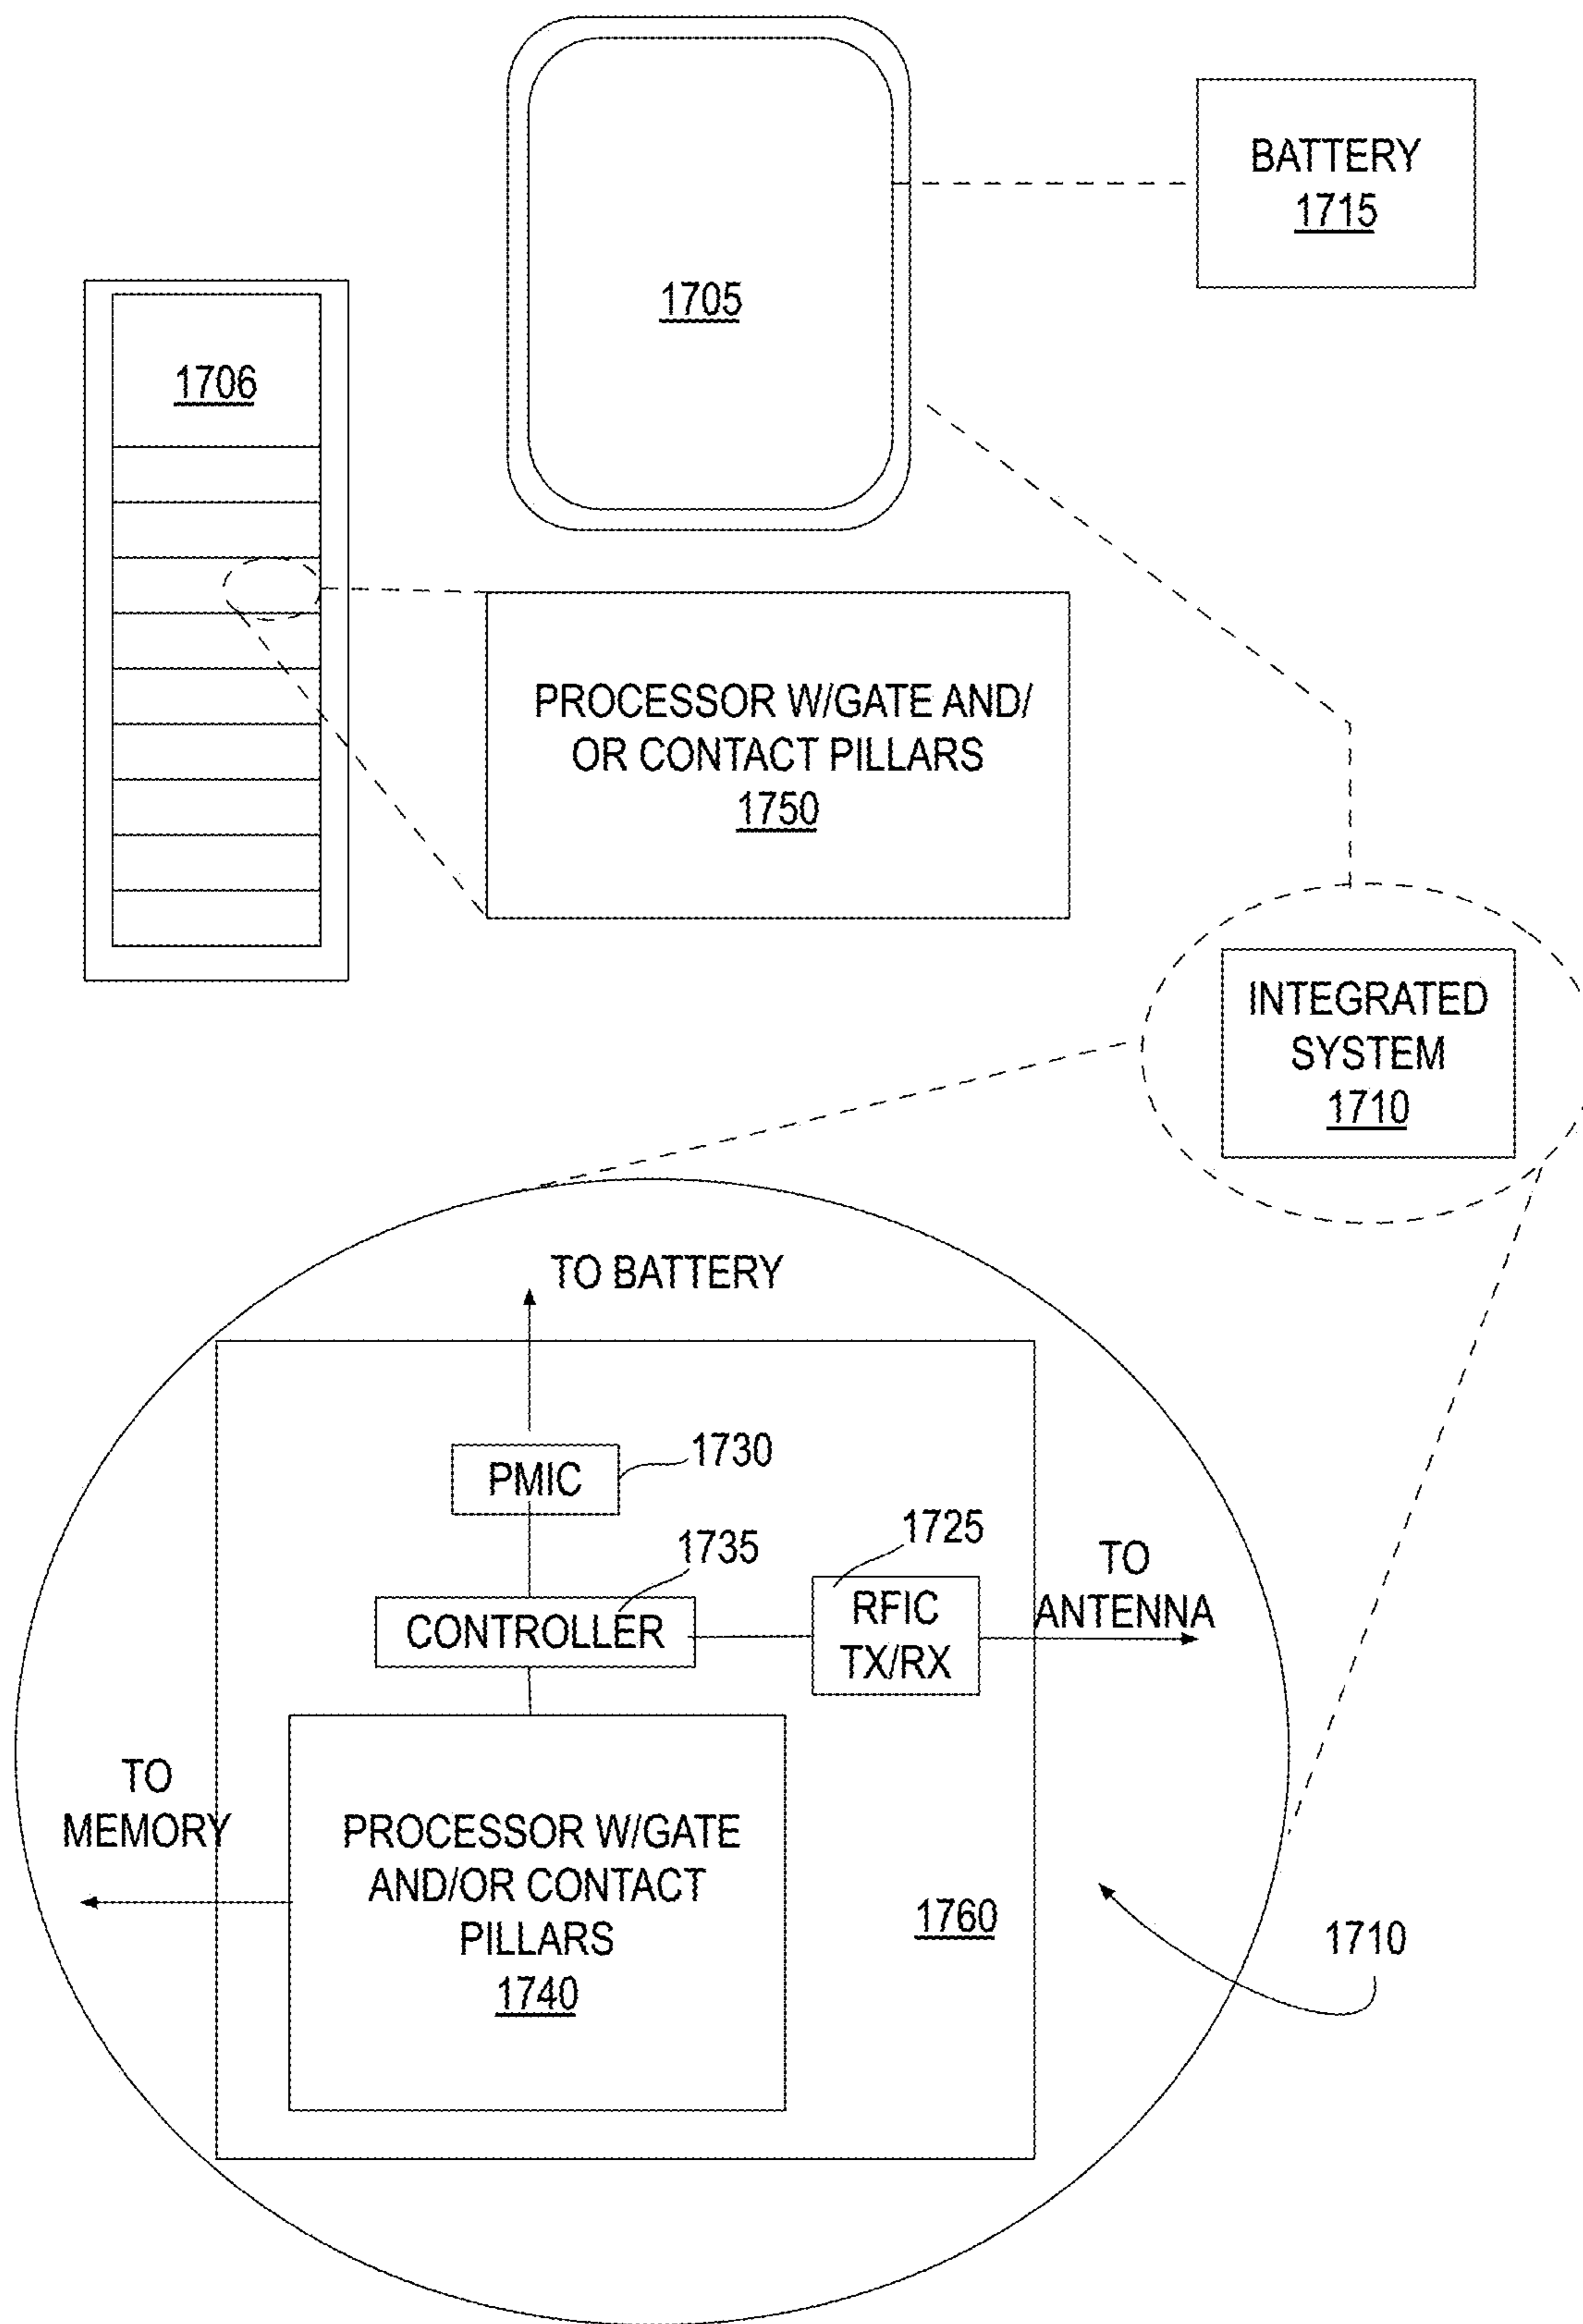 BATTERY
1715
1705
1706
PROCESSOR W/GATE AND/
OR CONTACT PILLARS
1750
INTEGRATED
SYSTEM
1710
TO BATTERY
PMIC
1730
1735
1725
CONTROLLER
RFIC
TX/RX
TO
ANTENNA
TO
MEMORY
PROCESSOR W/GATE
AND/OR CONTACT
PILLARS
1740
1760
1710